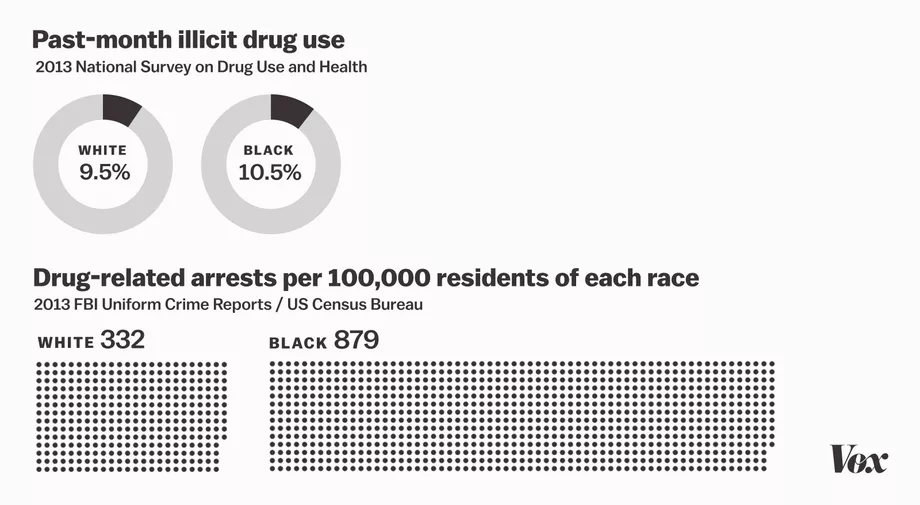 Past-month illicit drug use
2013 National Survey on Drug Use and Health
WHITE
9.5%
BLACK
10.5%
Drug-related arrests per 100,000 residents of each race
2013 FBI Uniform Crime Reports / US Census Bureau
WHITE 332
BLACK 879
Vox